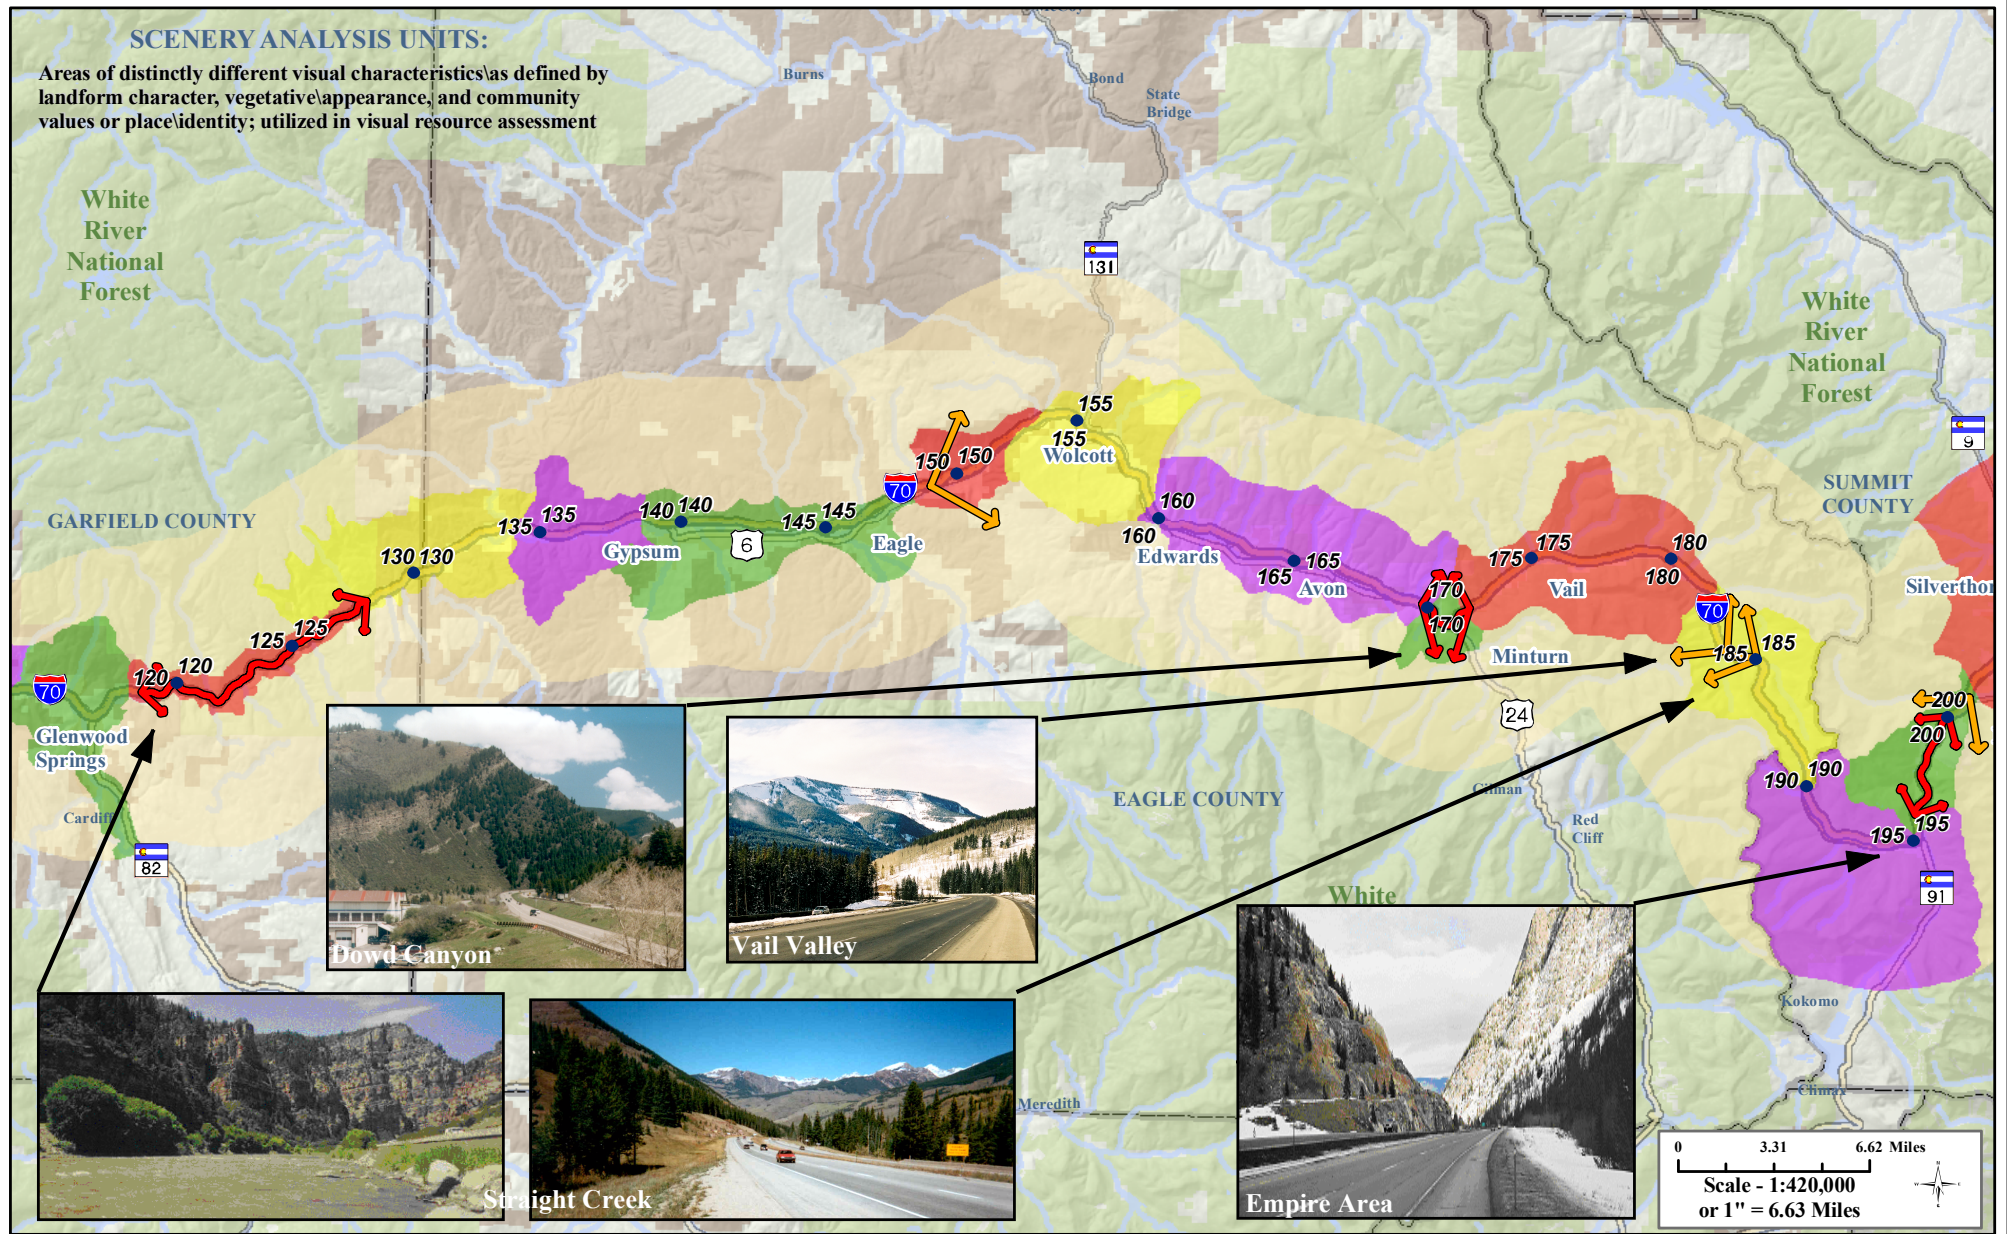 SCENERY ANALYSIS UNITS:
Areas of distinctly different visual characteristics\as defined by
landform character, vegetative\appearance, and community
values or place\identity; utilized in visual resource assessment
Burns
Bond
State
Bridge
White
River
National
Forest
131
White
River
National
Forest
9
155
155
Wolcott
150
150
70
SUMMIT
COUNTY
GARFIELD COUNTY
135
135
140
140
145
145
6
Gypsum
Eagle
160
160
Edwards
165
165
Avon
130
130
175
175
180
180
Vail
170
170
70
Minturn
185
185
125
125
120
120
70
Glenwood
Springs
Cardiff
82
24
200
200
190
190
195
195
91
EAGLE COUNTY
Gilman
Red
Cliff
White
Dowd Canyon
Vail Valley
Straight Creek
Empire Area
Kokomo
Climax
Meredith
0 3.31 6.62 Miles
Scale - 1:420,000
or 1" = 6.63 Miles
N
W E
S